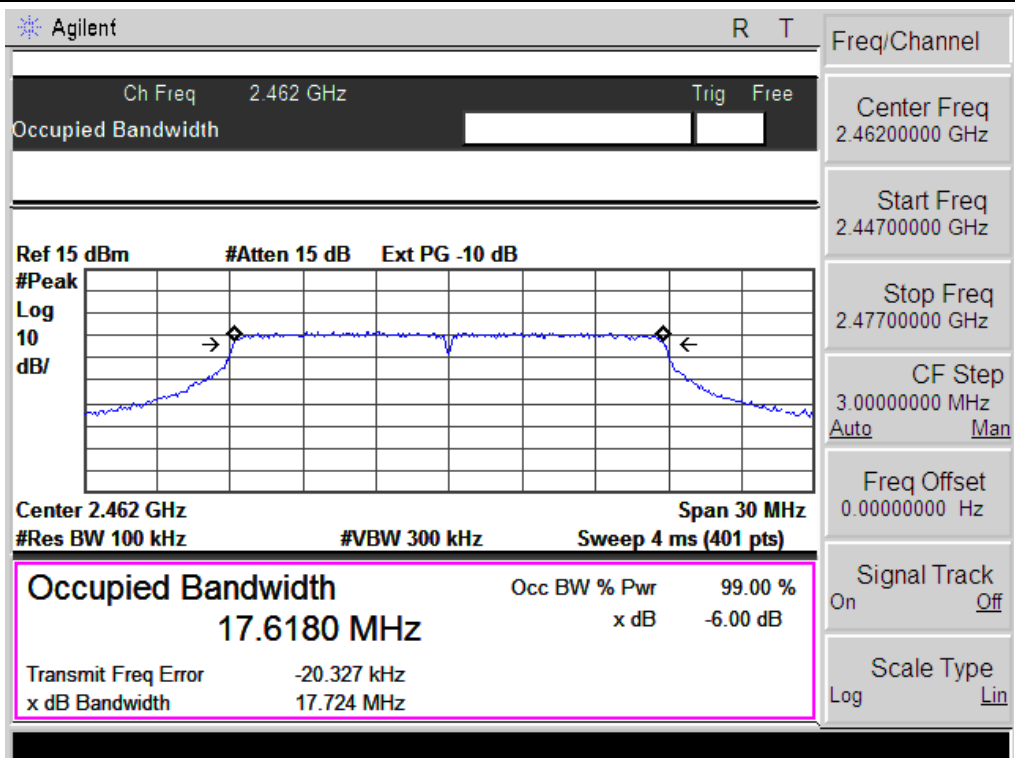 Agilent R T
Ch Freq 2.462 GHz Trig Free
Occupied Bandwidth
Ref 15 dBm #Atten 15 dB Ext PG -10 dB
#Peak
Log
10
dB/
Center 2.462 GHz Span 30 MHz
#Res BW 100 kHz #VBW 300 kHz Sweep 4 ms (401 pts)
Occupied Bandwidth Occ BW % Pwr 99.00 %
17.6180 MHz x dB -6.00 dB
Transmit Freq Error -20.327 kHz
x dB Bandwidth 17.724 MHz
Freq/Channel
Center Freq
2.46200000 GHz
Start Freq
2.44700000 GHz
Stop Freq
2.47700000 GHz
CF Step
3.00000000 MHz
Auto Man
Freq Offset
0.00000000 Hz
Signal Track
On Off
Scale Type
Log Lin